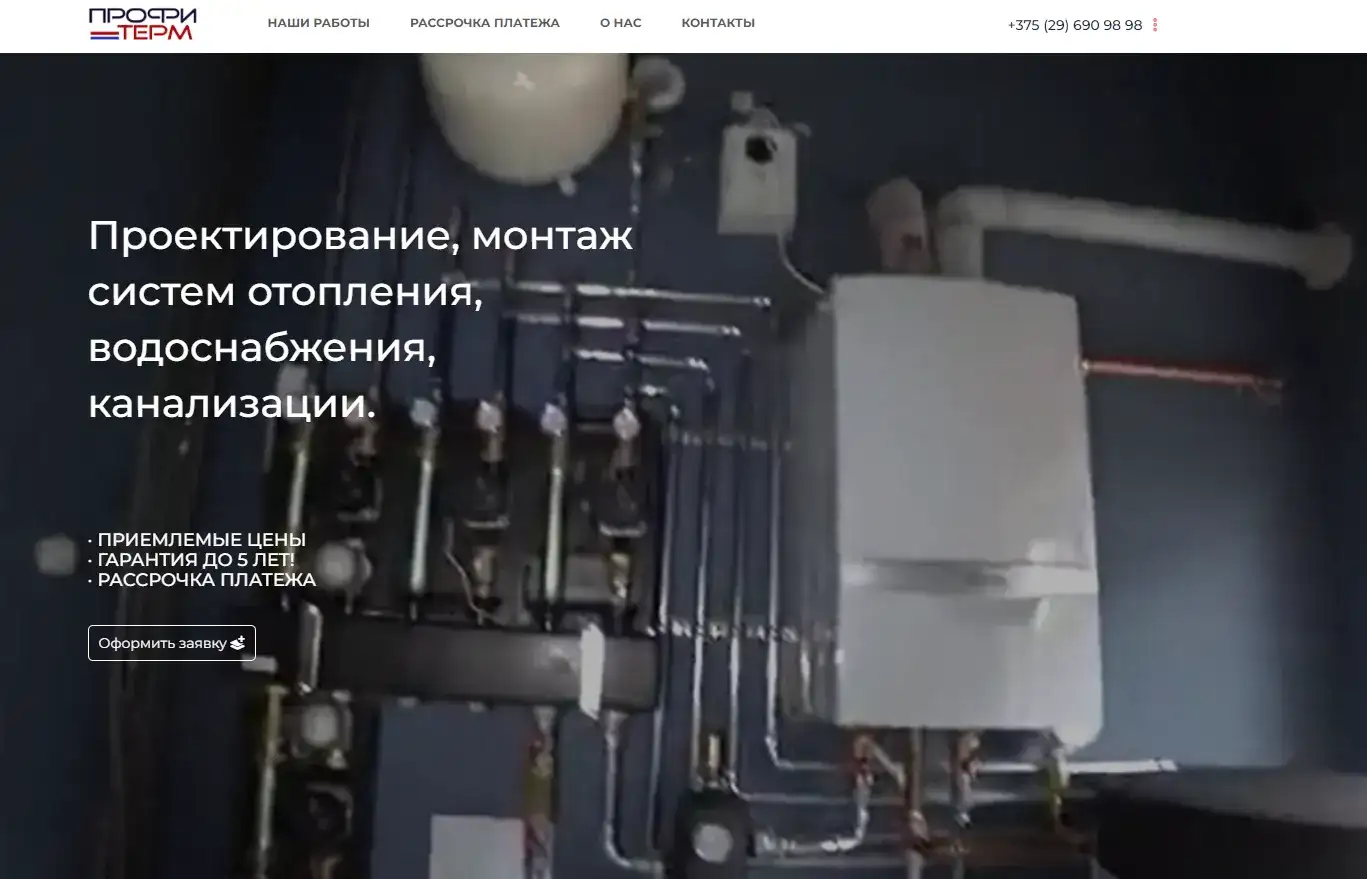 ПРОФИ
ТЕРМ
НАШИ РАБОТЫ
РАССРОЧКА ПЛАТЕЖА
О НАС
КОНТАКТЫ
+375 (29) 690 98 98
Проектирование, монтаж
систем отопления,
водоснабжения,
канализации.
· ПРИЕМЛЕМЫЕ ЦЕНЫ
· ГАРАНТИЯ ДО 5 ЛЕТ!
· РАССРОЧКА ПЛАТЕЖА
Оформить заявку